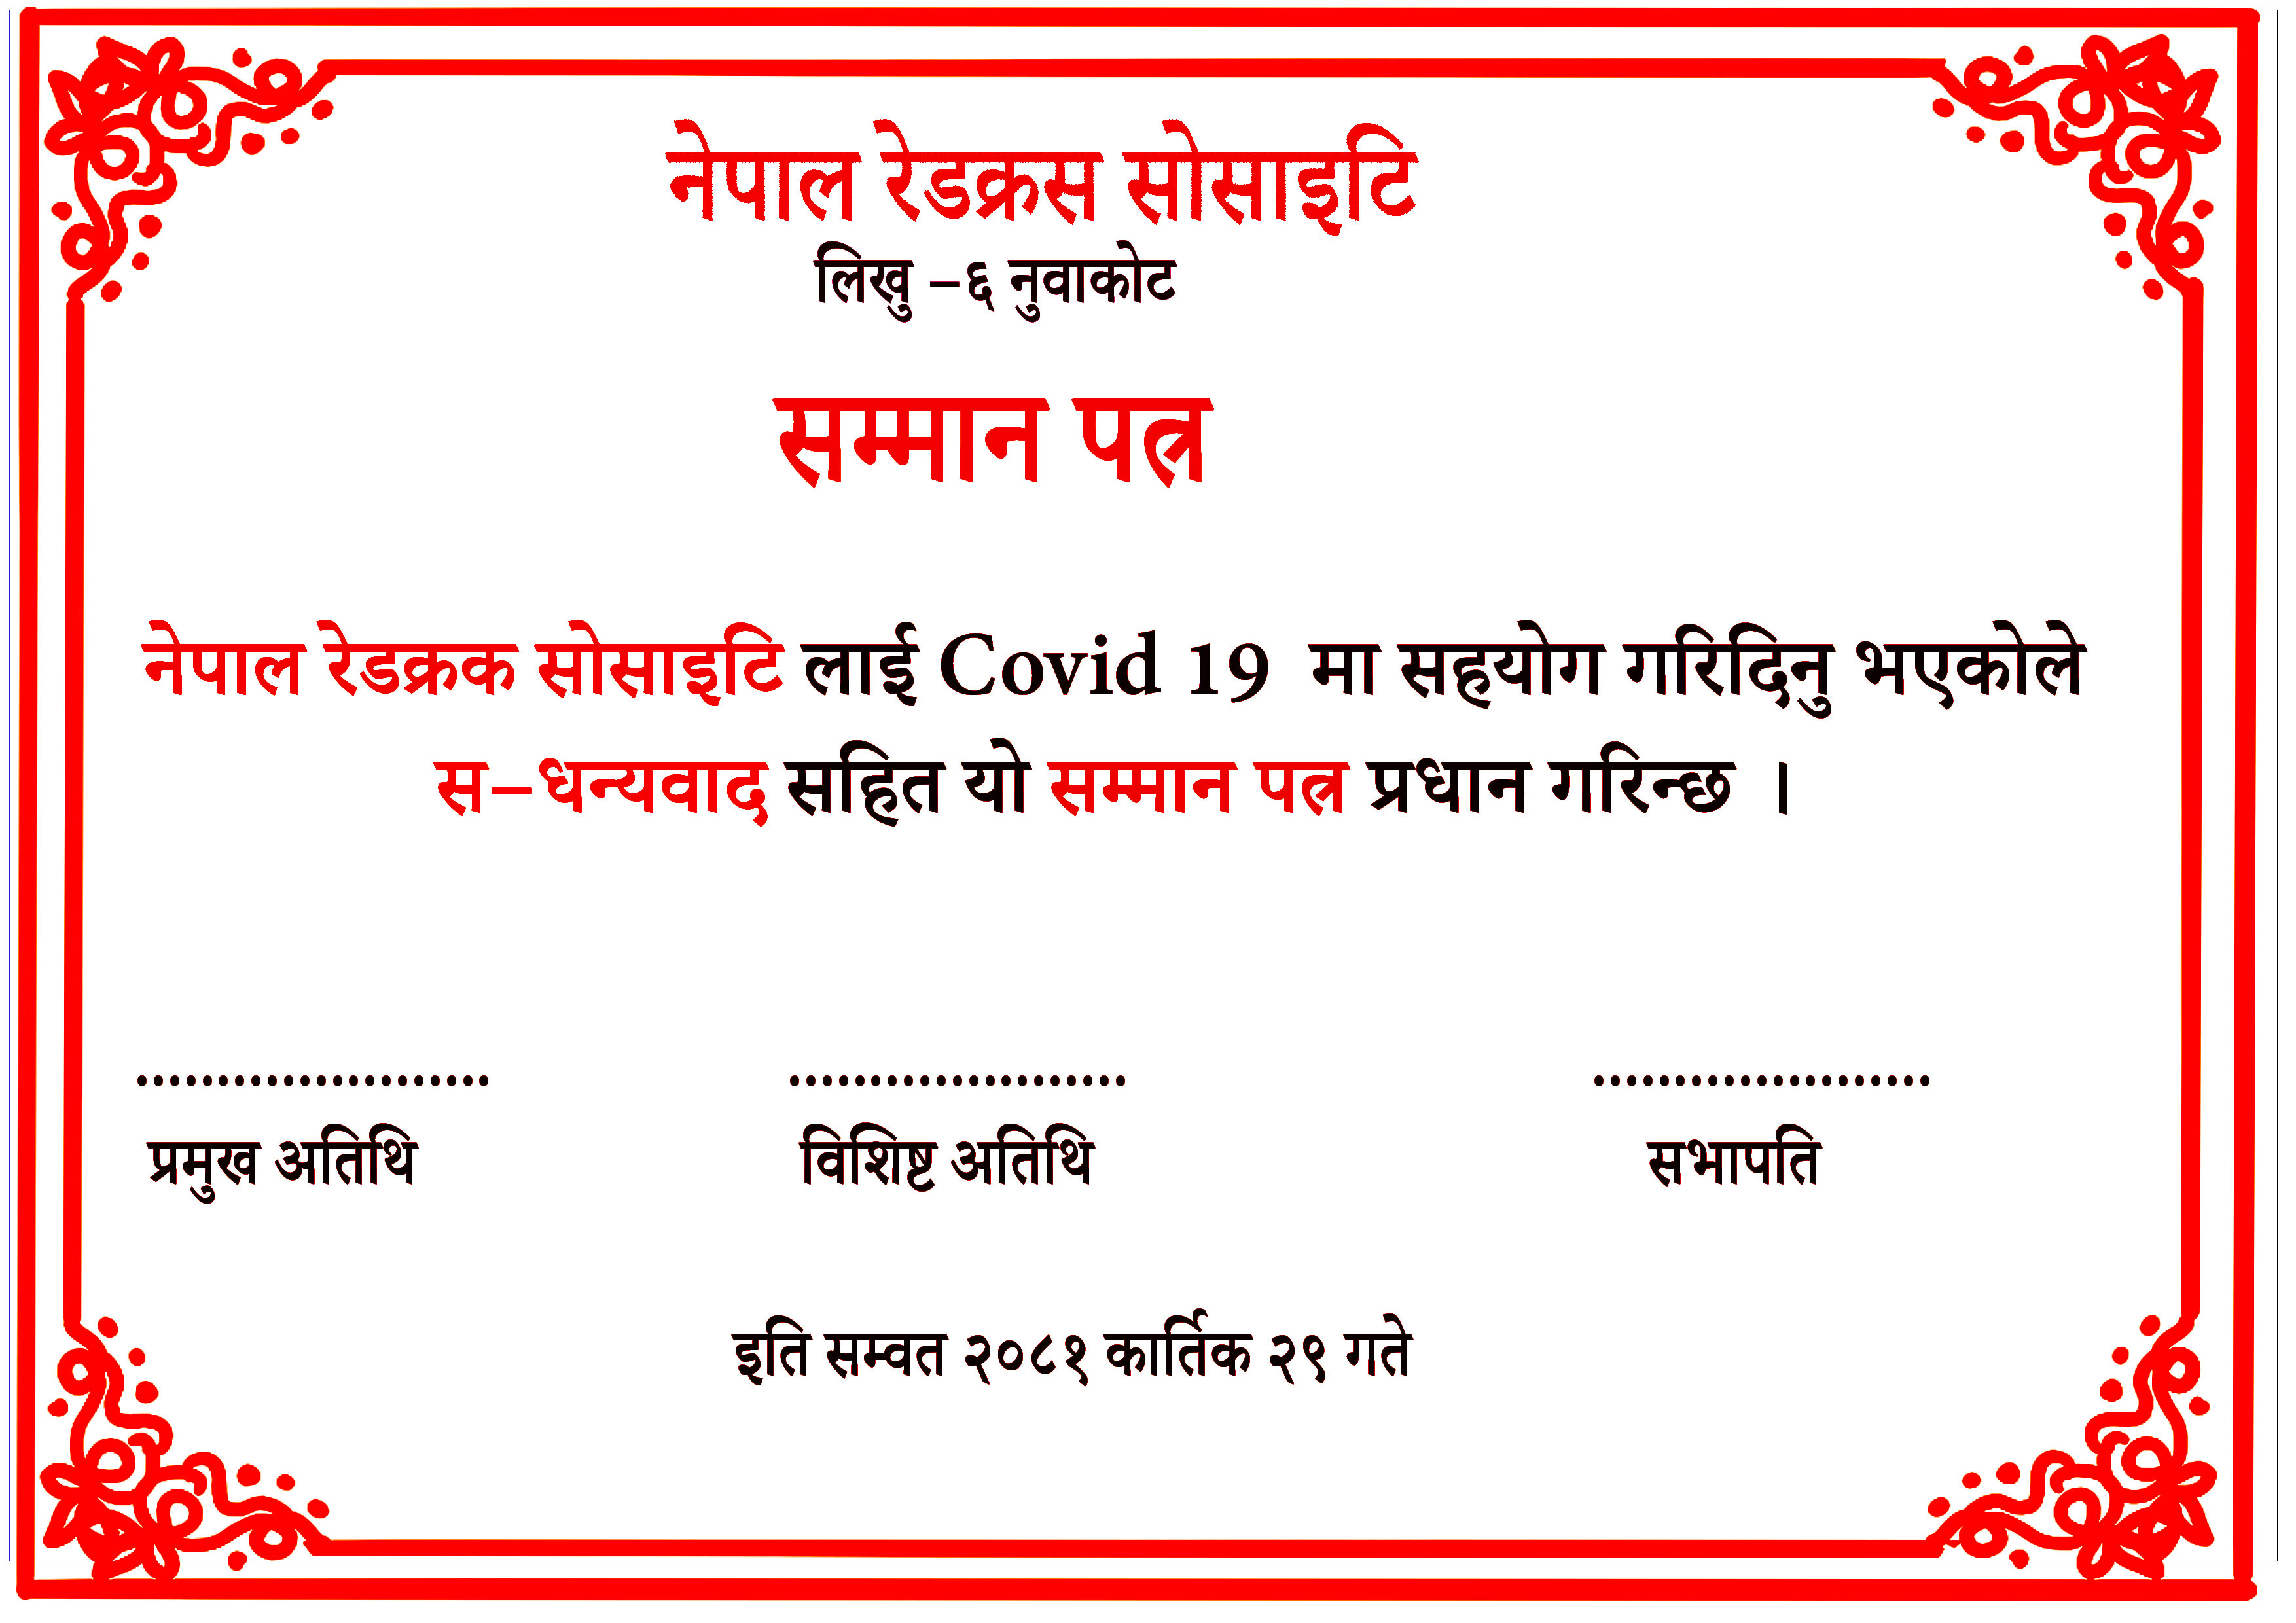 नेपाल रेडक्रस सोसाइटि
लिखु –६ नुवाकोट
सम्मान पत्र
नेपाल रेडक्रक सोसाइटि लाई Covid 19 मा सहयोग गरिदिनु भएकोले
स–धन्यवाद सहित यो सम्मान पत्र प्रधान गरिन्छ ।
...................... ..................... .....................
प्रमुख अतिथि विशिष्ट अतिथि सभापति
इति सम्वत २०८१ कार्तिक २९ गते